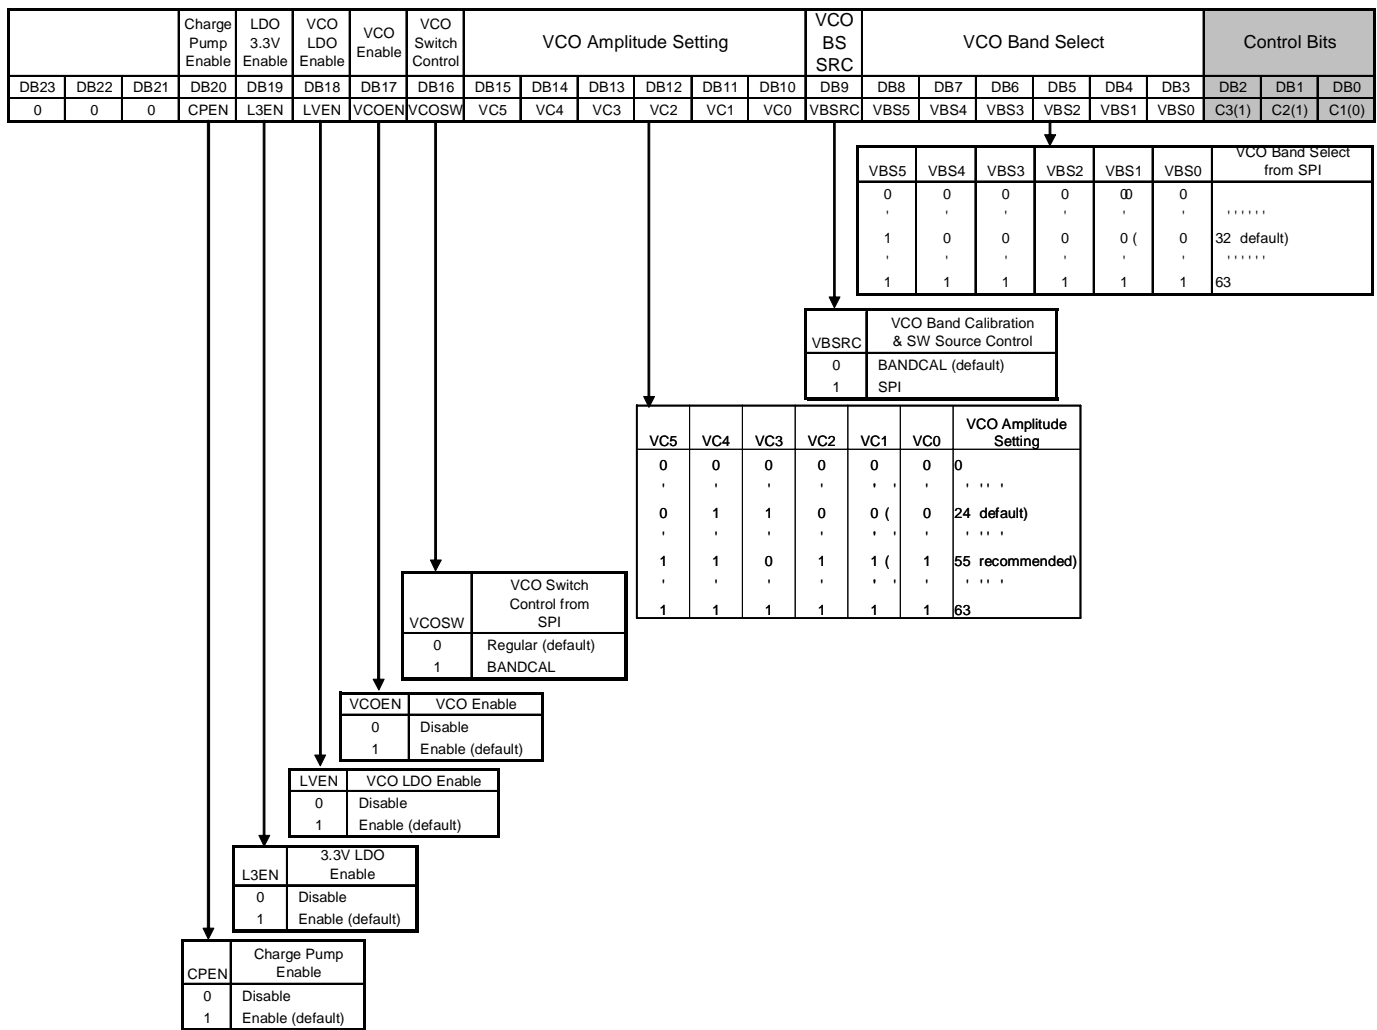 Charge Pump Enable LDO 3.3V Enable VCO LDO Enable VCO Enable VCO Switch Control VCO Amplitude Setting VCO BS SRC VCO Band Select Control Bits
DB23 DB22 DB21 DB20 DB19 DB18 DB17 DB16 DB15 DB14 DB13 DB12 DB11 DB10 DB9 DB8 DB7 DB6 DB5 DB4 DB3 DB2 DB1 DB0
0 0 0 CPEN L3EN LVEN VCOEN VCOSW VC5 VC4 VC3 VC2 VC1 VC0 VBSRC VBS5 VBS4 VBS3 VBS2 VBS1 VBS0 C3(1) C2(1) C1(0)
VBS5 VBS4 VBS3 VBS2 VBS1 VBS0 VCO Band Select from SPI
0 0 0 0 00 0
' ' ' ' ' ' ' ' ' ' ' '
1 0 0 0 0 ( 0 32 default)
' ' ' ' ' ' ' ' ' ' ' '
1 1 1 1 1 1 63
VBSRC VCO Band Calibration & SW Source Control
0 BANDCAL (default)
1 SPI
VC5 VC4 VC3 VC2 VC1 VC0 VCO Amplitude Setting
0 0 0 0 0 0 0
' ' ' ' ' ' ' ' ' ' '
0 1 1 0 0 ( 0 24 default)
' ' ' ' ' ' ' ' ' ' '
1 1 0 1 1 ( 1 55 recommended)
' ' ' ' ' ' ' ' ' ' '
1 1 1 1 1 1 63
VCOSW VCO Switch Control from SPI
0 Regular (default)
1 BANDCAL
VCOEN VCO Enable
0 Disable
1 Enable (default)
LVEN VCO LDO Enable
0 Disable
1 Enable (default)
L3EN 3.3V LDO Enable
0 Disable
1 Enable (default)
CPEN Charge Pump Enable
0 Disable
1 Enable (default)